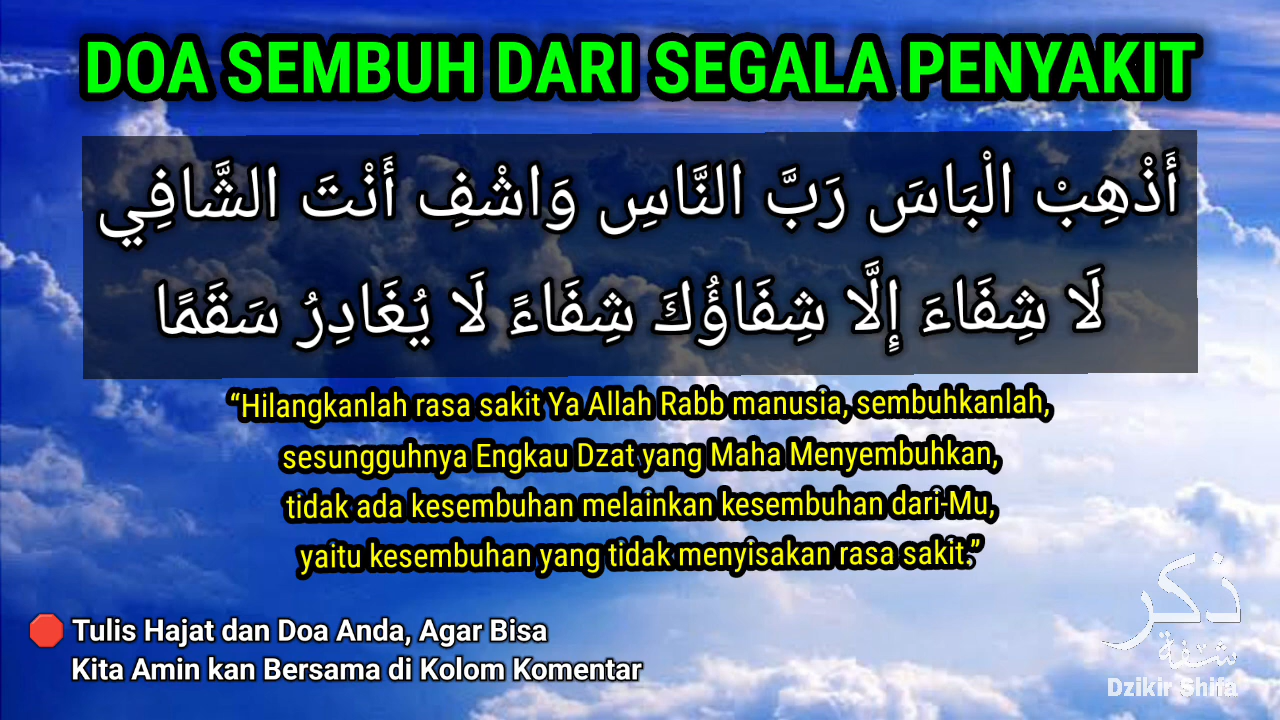 DOA SEMBUH DARI SEGALA PENYAKIT
أَذْهِبْ الْبَاسَ رَبَّ النَّاسِ وَاشْفِ أَنْتَ الشَّافِي
لَا شِفَاءَ إِلَّا شِفَاؤُكَ شِفَاءً لَا يُغَادِرُ سَقَمًا
“Hilangkanlah rasa sakit Ya Allah Rabb manusia, sembuhkanlah,
sesungguhnya Engkau Dzat yang Maha Menyembuhkan,
tidak ada kesembuhan melainkan kesembuhan dari-Mu,
yaitu kesembuhan yang tidak menyisakan rasa sakit.”
Tulis Hajat dan Doa Anda, Agar Bisa
Kita Amin kan Bersama di Kolom Komentar
ذكر
Dzikir Shifa